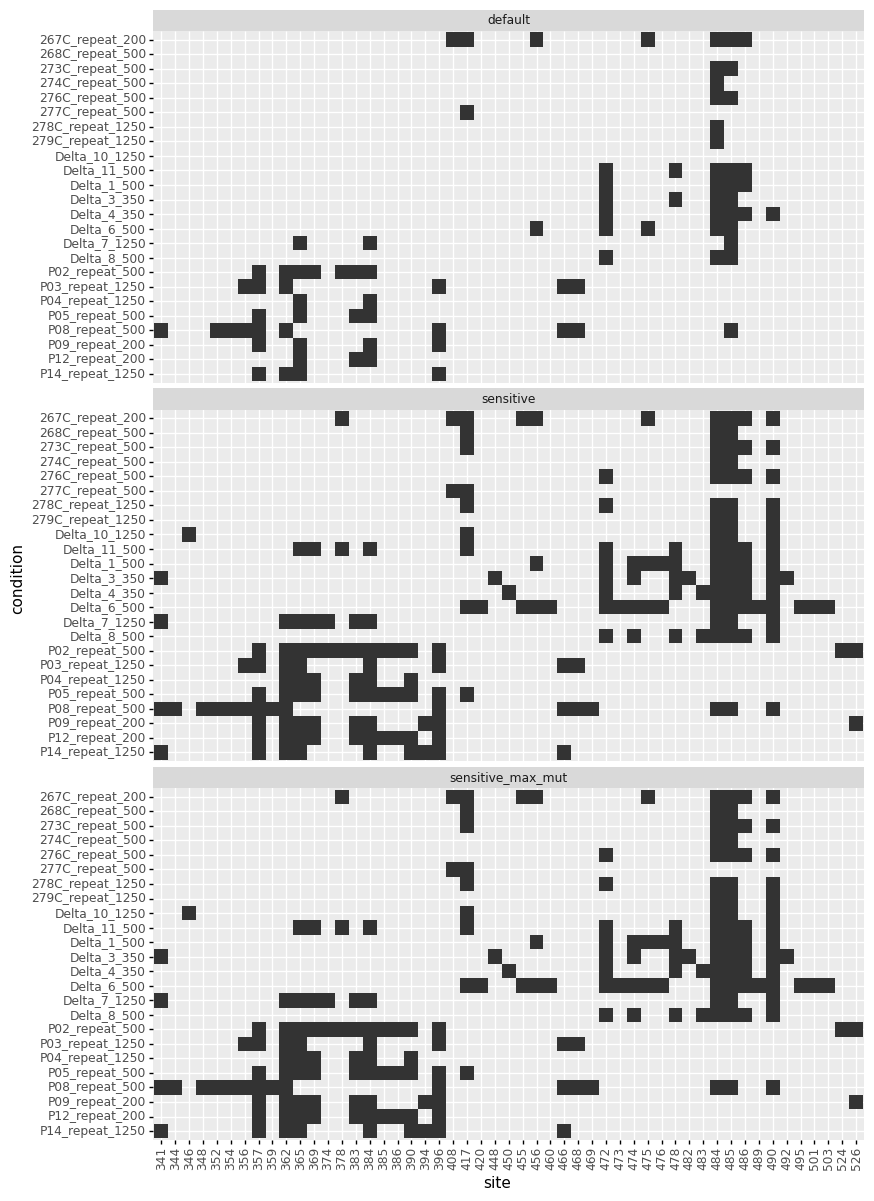 default
267C_repeat_200
268C_repeat_500
273C_repeat_500
274C_repeat_500
276C_repeat_500
277C_repeat_500
278C_repeat_1250
279C_repeat_1250
Delta_10_1250
Delta_11_500
Delta_1_500
Delta_3_350
Delta_4_350
Delta_6_500
Delta_7_1250
Delta_8_500
P02_repeat_500
P03_repeat_1250
P04_repeat_1250
P05_repeat_500
P08_repeat_500
P09_repeat_200
P12_repeat_200
P14_repeat_1250
sensitive
267C_repeat_200
268C_repeat_500
273C_repeat_500
274C_repeat_500
276C_repeat_500
277C_repeat_500
278C_repeat_1250
279C_repeat_1250
Delta_10_1250
Delta_11_500
Delta_1_500
Delta_3_350
Delta_4_350
Delta_6_500
Delta_7_1250
Delta_8_500
P02_repeat_500
P03_repeat_1250
P04_repeat_1250
P05_repeat_500
P08_repeat_500
P09_repeat_200
P12_repeat_200
P14_repeat_1250
condition
sensitive_max_mut
267C_repeat_200
268C_repeat_500
273C_repeat_500
274C_repeat_500
276C_repeat_500
277C_repeat_500
278C_repeat_1250
279C_repeat_1250
Delta_10_1250
Delta_11_500
Delta_1_500
Delta_3_350
Delta_4_350
Delta_6_500
Delta_7_1250
Delta_8_500
P02_repeat_500
P03_repeat_1250
P04_repeat_1250
P05_repeat_500
P08_repeat_500
P09_repeat_200
P12_repeat_200
P14_repeat_1250
341 344 346 348 352 354 356 357 359 362 365 369 374 378 383 384 385 386 390 394 396 408 417 420 448 450 455 456 460 466 468 469 472 473 474 475 476 478 482 483 484 485 486 489 490 492 495 501 503 524 526
site